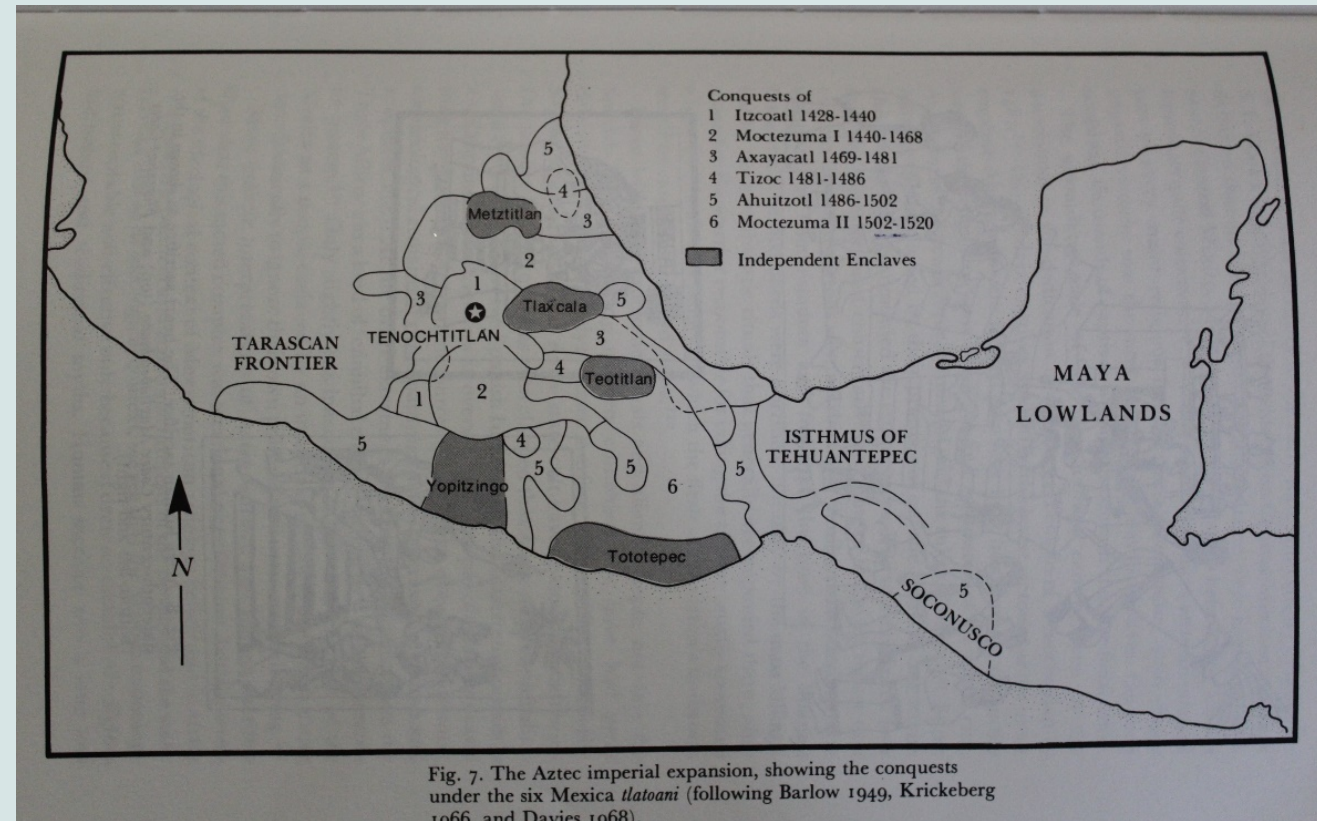 Conquests of
1 Itzcoatl 1428-1440
2 Moctezuma I 1440-1468
3 Axayacatl 1469-1481
4 Tizoc 1481-1486
5 Ahuitzotl 1486-1502
6 Moctezuma II 1502-1520
Independent Enclaves
5
4
Metztitlan
3
2
1
3
Tlaxcala
5
TENOCHTITLAN
3
TARASCAN
FRONTIER
4
Teotitlan
1
2
MAYA
LOWLANDS
ISTHMUS OF
TEHUANTEPEC
5
4
5
5
6
5
Yopitzingo
Tototepec
N
5
SOCONUSCO
Fig. 7. The Aztec imperial expansion, showing the conquests
under the six Mexica tlatoani (following Barlow 1949, Krickeberg
1966, and Davies 1968)